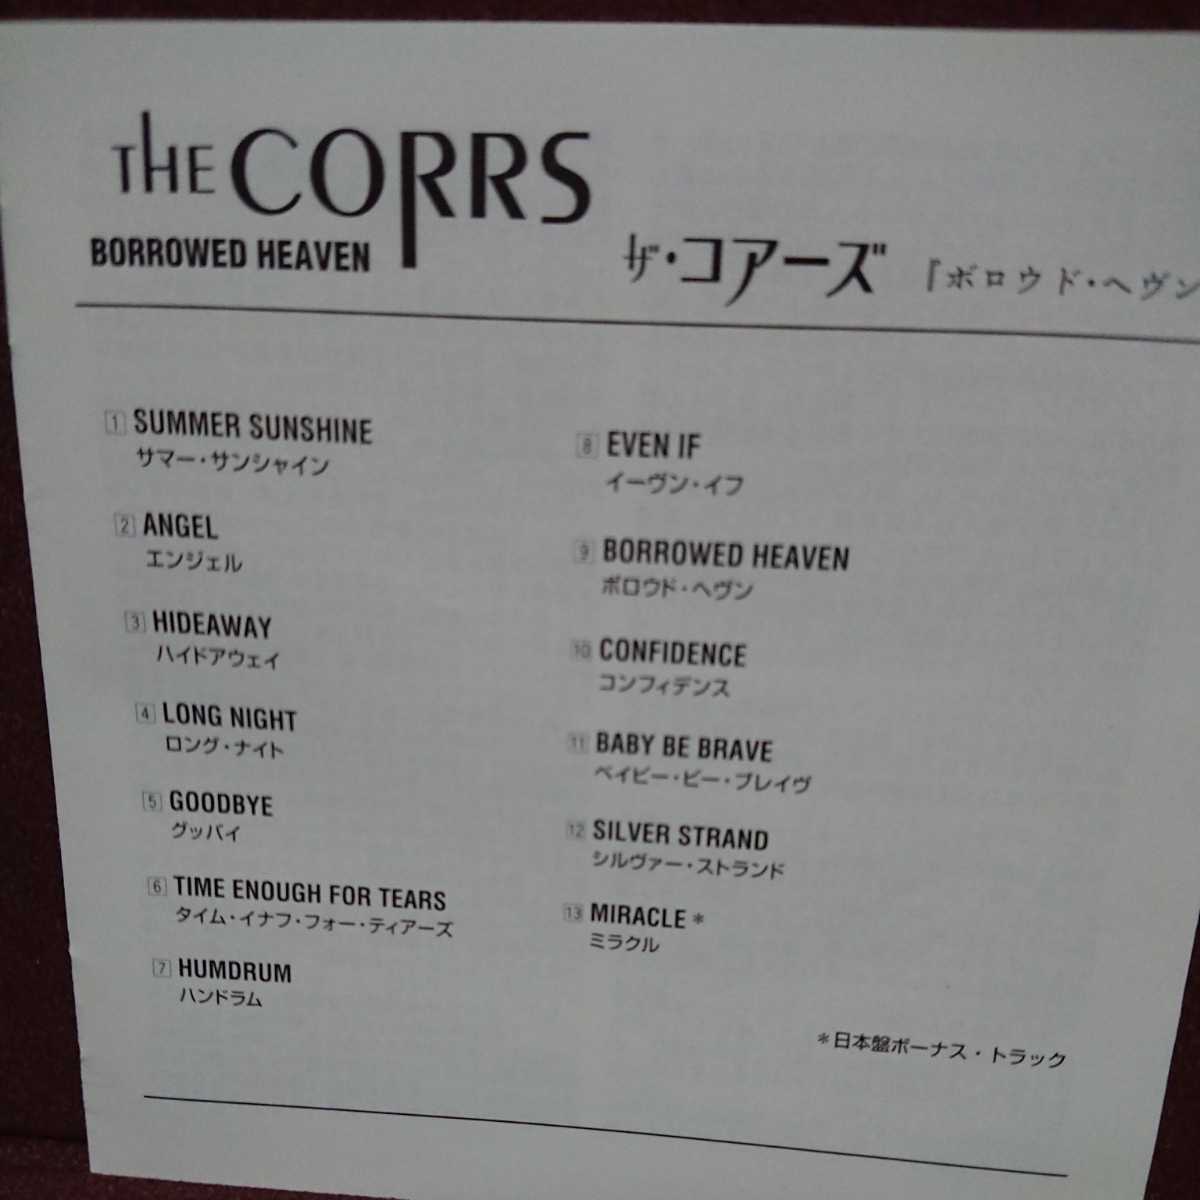 THE CORRS
BORROWED HEAVEN
ザ・コアーズ 『ボロウド・ヘヴン
1 SUMMER SUNSHINE
サマー・サンシャイン
2 ANGEL
エンジェル
3 HIDEAWAY
ハイドアウェイ
4 LONG NIGHT
ロング・ナイト
5 GOODBYE
グッバイ
6 TIME ENOUGH FOR TEARS
タイム・イナフ・フォー・ティアーズ
7 HUMDRUM
ハンドラム
8 EVEN IF
イーヴン・イフ
9 BORROWED HEAVEN
ボロウド・ヘヴン
10 CONFIDENCE
コンフィデンス
11 BABY BE BRAVE
ベイビー・ビー・ブレイヴ
12 SILVER STRAND
シルヴァー・ストランド
13 MIRACLE*
ミラクル
*日本盤ボーナス・トラック